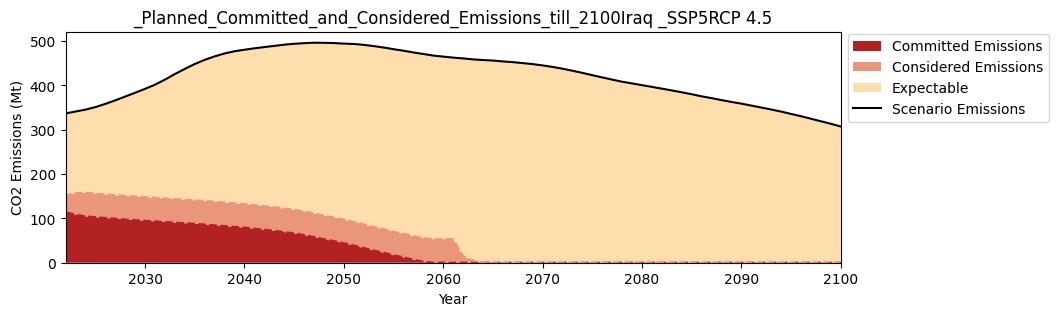 _Planned_Committed_and_Considered_Emissions_till_2100Iraq _SSP5RCP 4.5
500
400
300
200
100
0
CO2 Emissions (Mt)
2030 2040 2050 2060 2070 2080 2090 2100
Year
Committed Emissions
Considered Emissions
Expectable
Scenario Emissions